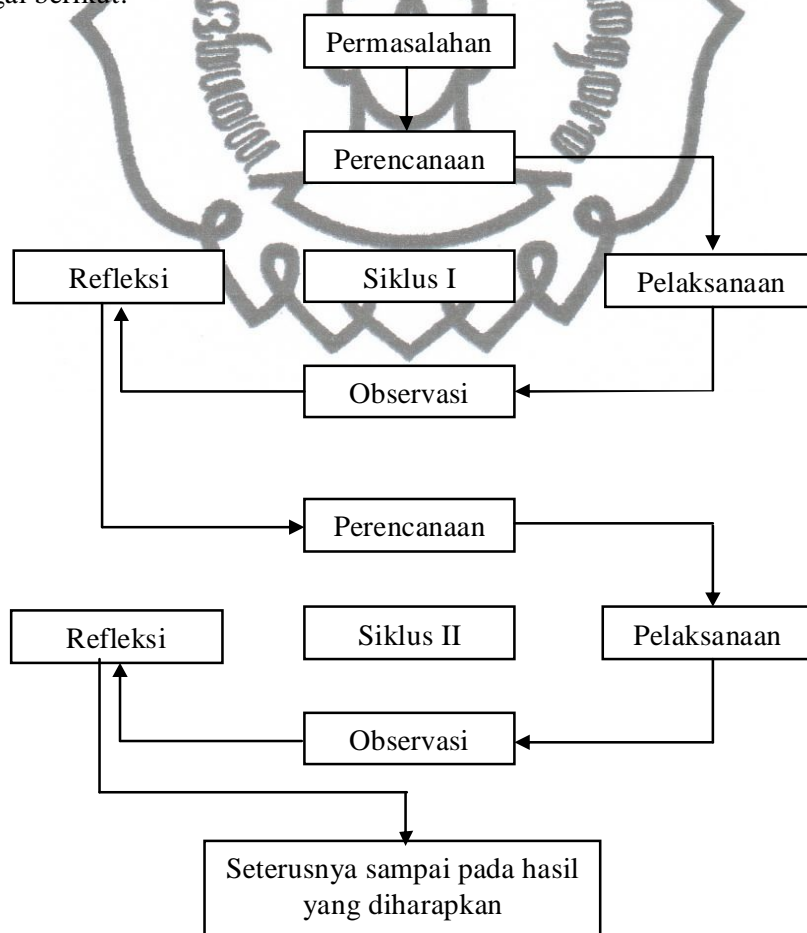 berikut:
Permasalahan
Perencanaan
Refleksi
Siklus I
Pelaksanaan
Observasi
Perencanaan
Refleksi
Siklus II
Pelaksanaan
Observasi
Seterusnya sampai pada hasil
yang diharapkan